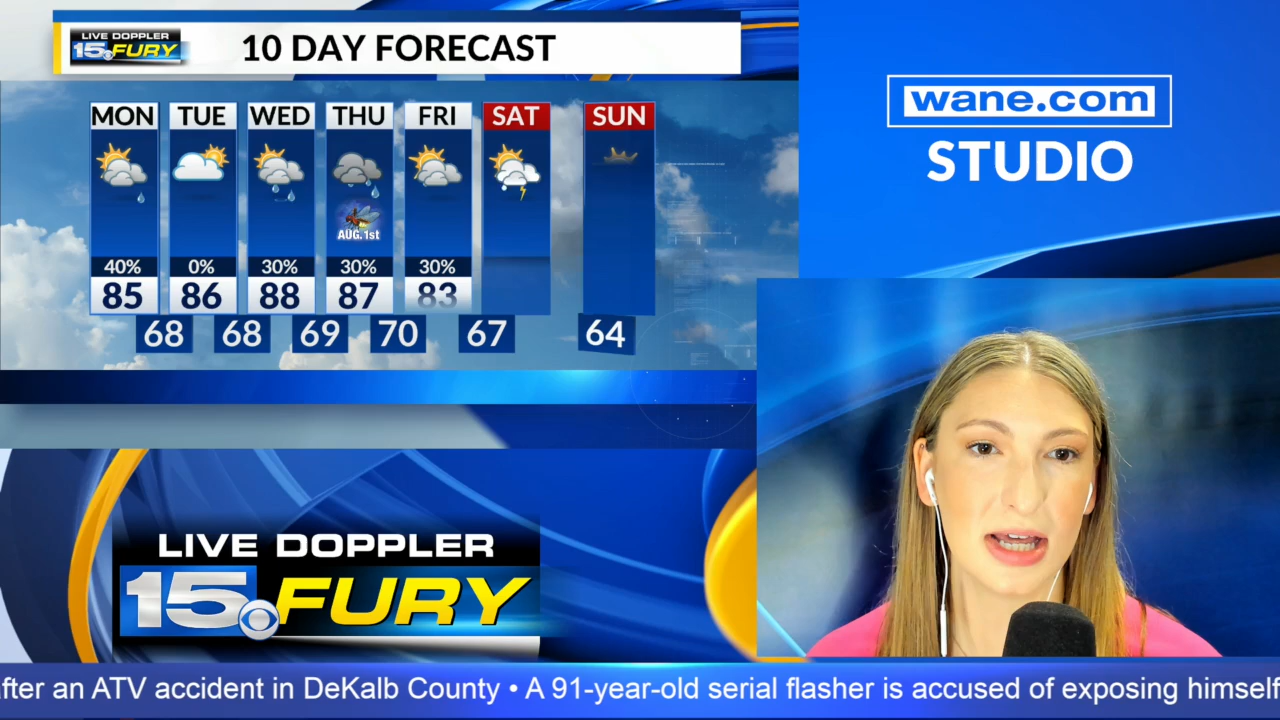 LIVE DOPPLER
15 FURY
10 DAY FORECAST
wane.com
STUDIO
MON TUE WED THU FRI SAT SUN
AUG. 1st
40% 0% 30% 30% 30%
85 86 88 87 83
68 68 69 70 67 64
LIVE DOPPLER
15 FURY
after an ATV accident in DeKalb County • A 91-year-old serial flasher is accused of exposing himself